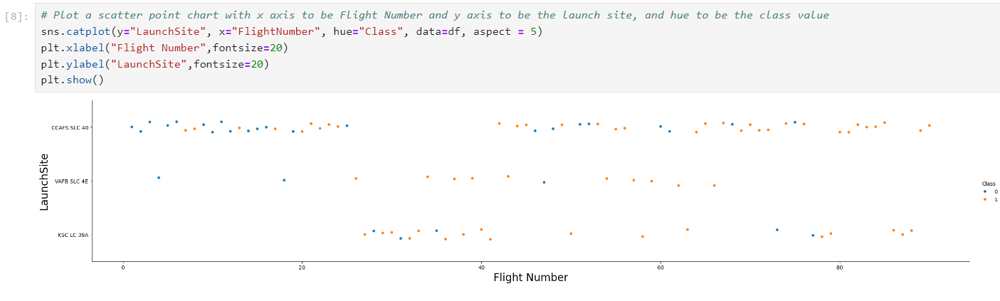 [8]: # Plot a scatter point chart with x axis to be Flight Number and y axis to be the launch site, and hue to be the class value
sns.catplot(y="LaunchSite", x="FlightNumber", hue="Class", data=df, aspect = 5)
plt.xlabel("Flight Number",fontsize=20)
plt.ylabel("LaunchSite",fontsize=20)
plt.show()
CCAFS SLC 40
VAFB SLC 4E
KSC LC 39A
LaunchSite
Class
0
1
0 20 40 60 80
Flight Number